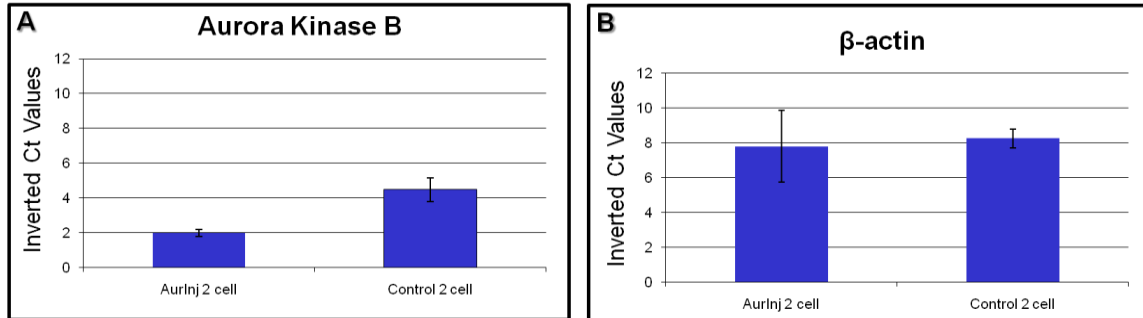 A
Aurora Kinase B
Inverted Ct Values
12
10
8
6
4
2
0
AurInj 2 cell
Control 2 cell
B
β-actin
Inverted Ct Values
12
10
8
6
4
2
0
AurInj 2 cell
Control 2 cell